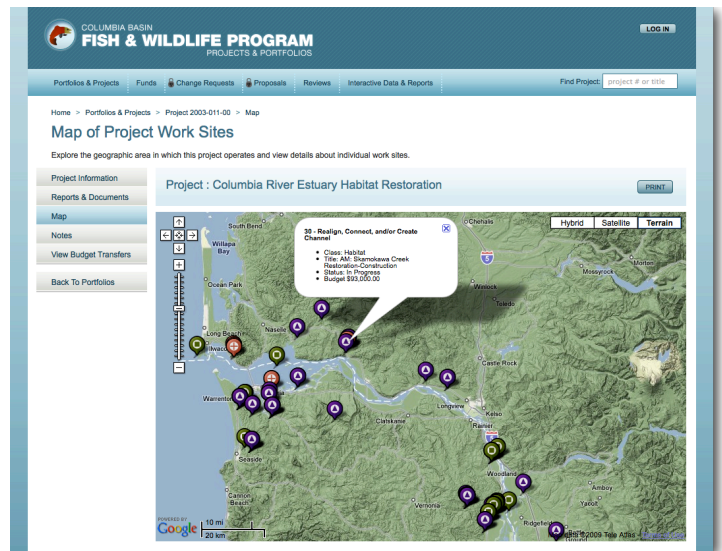 COLUMBIA BASIN
FISH & WILDLIFE PROGRAM
PROJECTS & PORTFOLIOS
LOG IN
Portfolios & Projects Funds Change Requests Proposals Reviews Interactive Data & Reports Find Project: project # or title
Home > Portfolios & Projects > Project 2003-011-00 > Map
Map of Project Work Sites
Explore the geographic area in which this project operates and view details about individual work sites.
Project Information
Reports & Documents
Map
Notes
View Budget Transfers
Back To Portfolios
Project : Columbia River Estuary Habitat Restoration
PRINT
Hybrid Satellite Terrain
30 - Realign, Connect, and/or Create
Channel
Class: Habitat
Title: AM: Skamokawa Creek
Restoration-Construction
Status: In Progress
Budget $93,000.00
South Bend
Chehalis
Willapa
Bay
5
Morton
Mossyrock
Ocean Park
Winlock
Toledo
Long Beach
Naselle
Ilwaco
Castle Rock
Warrenton
Longview
Kelso
Clatskanie
Rainier
Seaside
Woodland
Cannon
Beach
Amboy
Vernonia
Yacolt
Ridgefield
Battle
Ground
POWERED BY
Google
10 mi
20 km
©2009 Tele Atlas